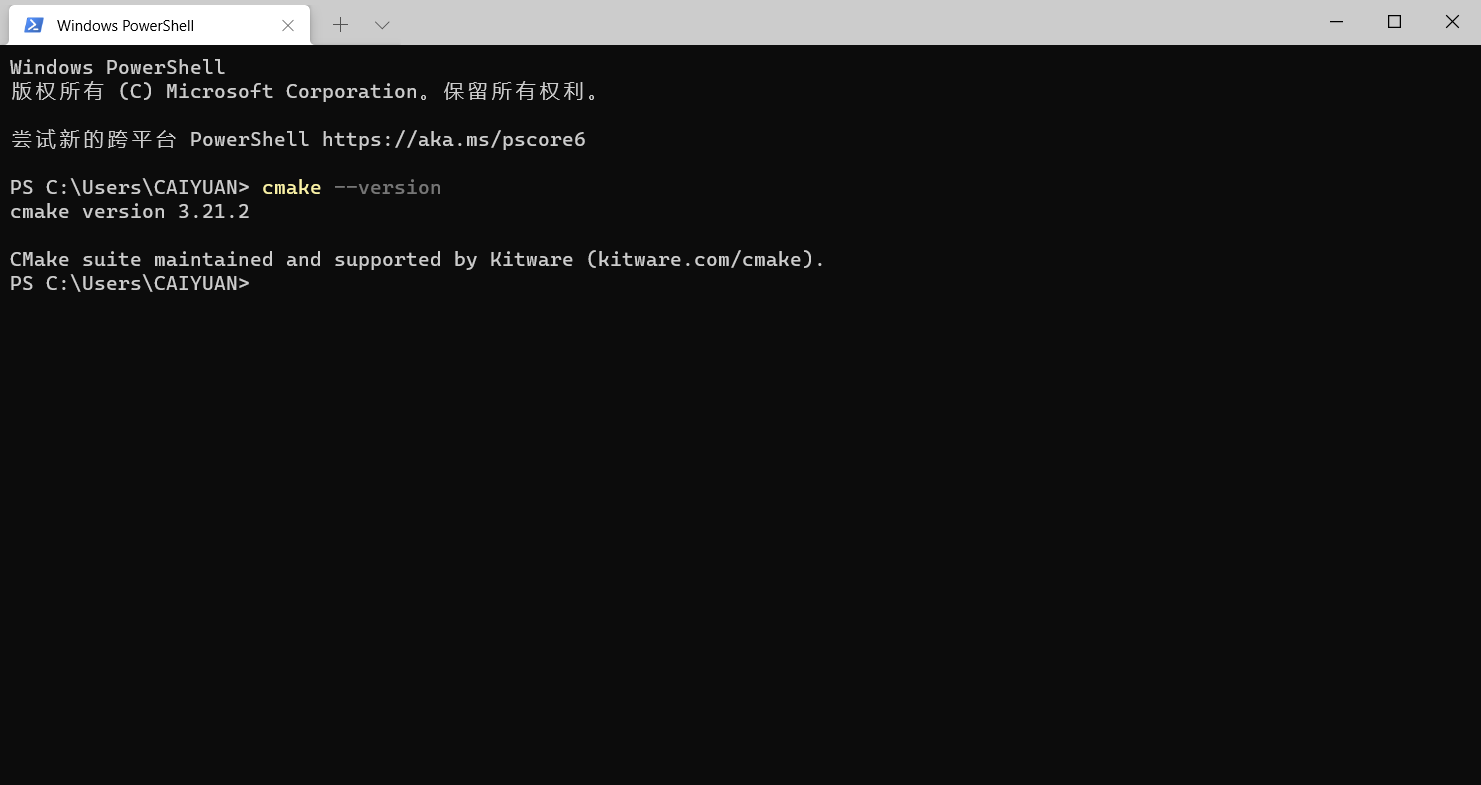 Windows PowerShell
Windows PowerShell
版权所有 (C) Microsoft Corporation。保留所有权利。
尝试新的跨平台 PowerShell https://aka.ms/pscore6
PS C:\Users\CAIYUAN> cmake --version
cmake version 3.21.2
CMake suite maintained and supported by Kitware (kitware.com/cmake).
PS C:\Users\CAIYUAN>